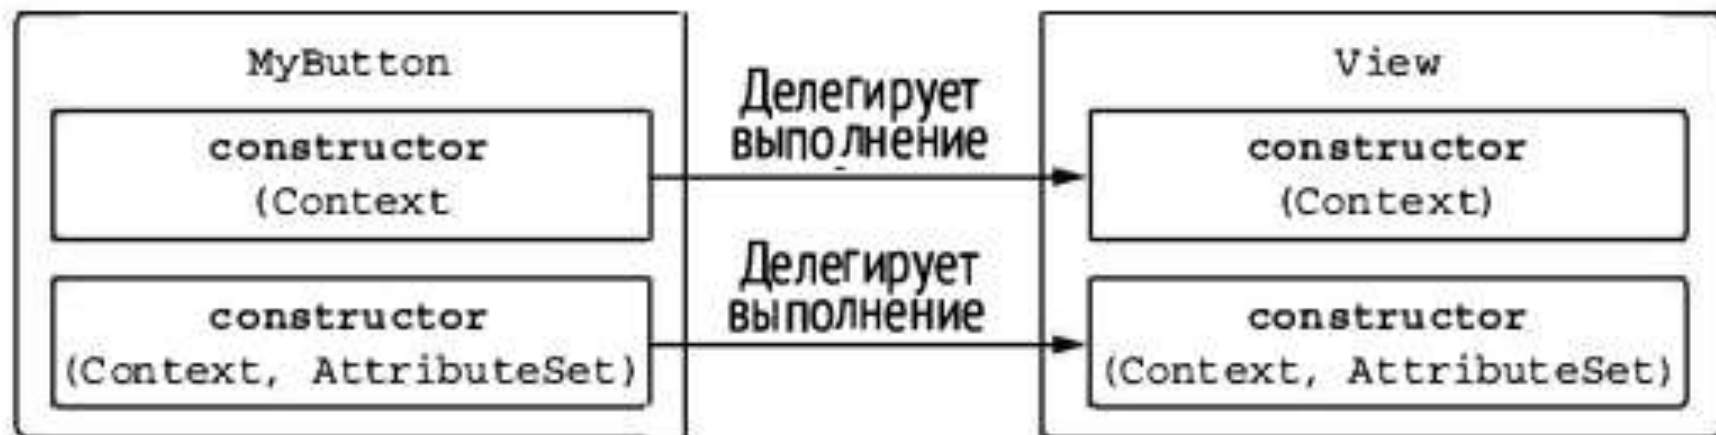 MyButton
constructor
(Context
constructor
(Context, AttributeSet)
Делегирует
выполнение
Делегирует
выполнение
View
constructor
(Context)
constructor
(Context, AttributeSet)